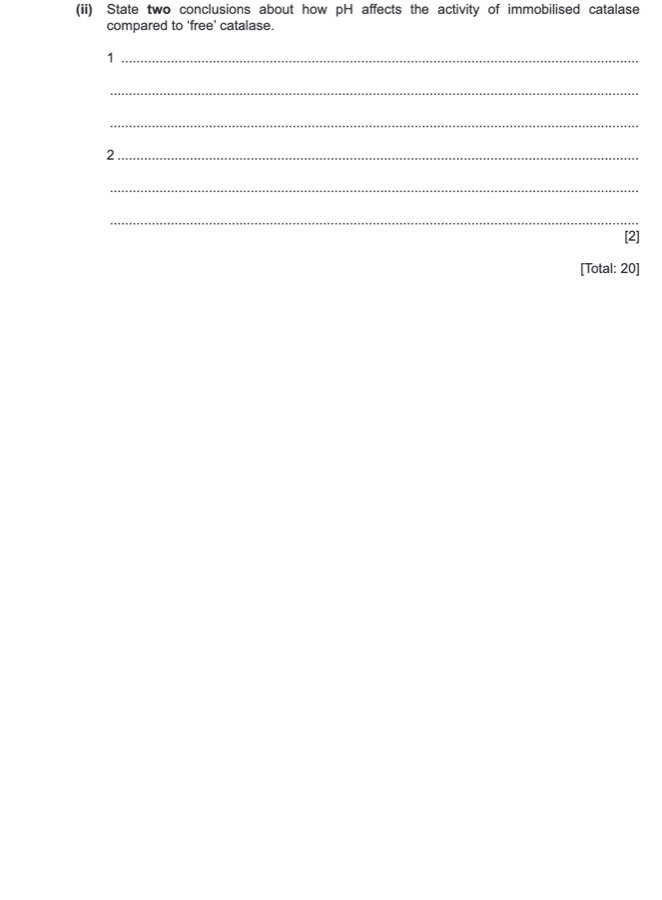 (ii) State two conclusions about how pH affects the activity of immobilised catalase
compared to ‘free’ catalase.
1 ....................................................................................................................................
....................................................................................................................................
....................................................................................................................................
2 ....................................................................................................................................
....................................................................................................................................
....................................................................................................................................
[2]
[Total: 20]